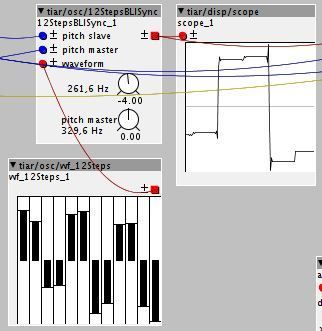 tiar/osc/12StepsBLISync
12StepsBLISync_1
± pitch slave ±
± pitch master
± waveform
261,6 Hz
-4.00
pitch master
329,6 Hz
0.00
tiar/disp/scope
scope_1
tiar/osc/wf_12Steps
wf_12Steps_1
±